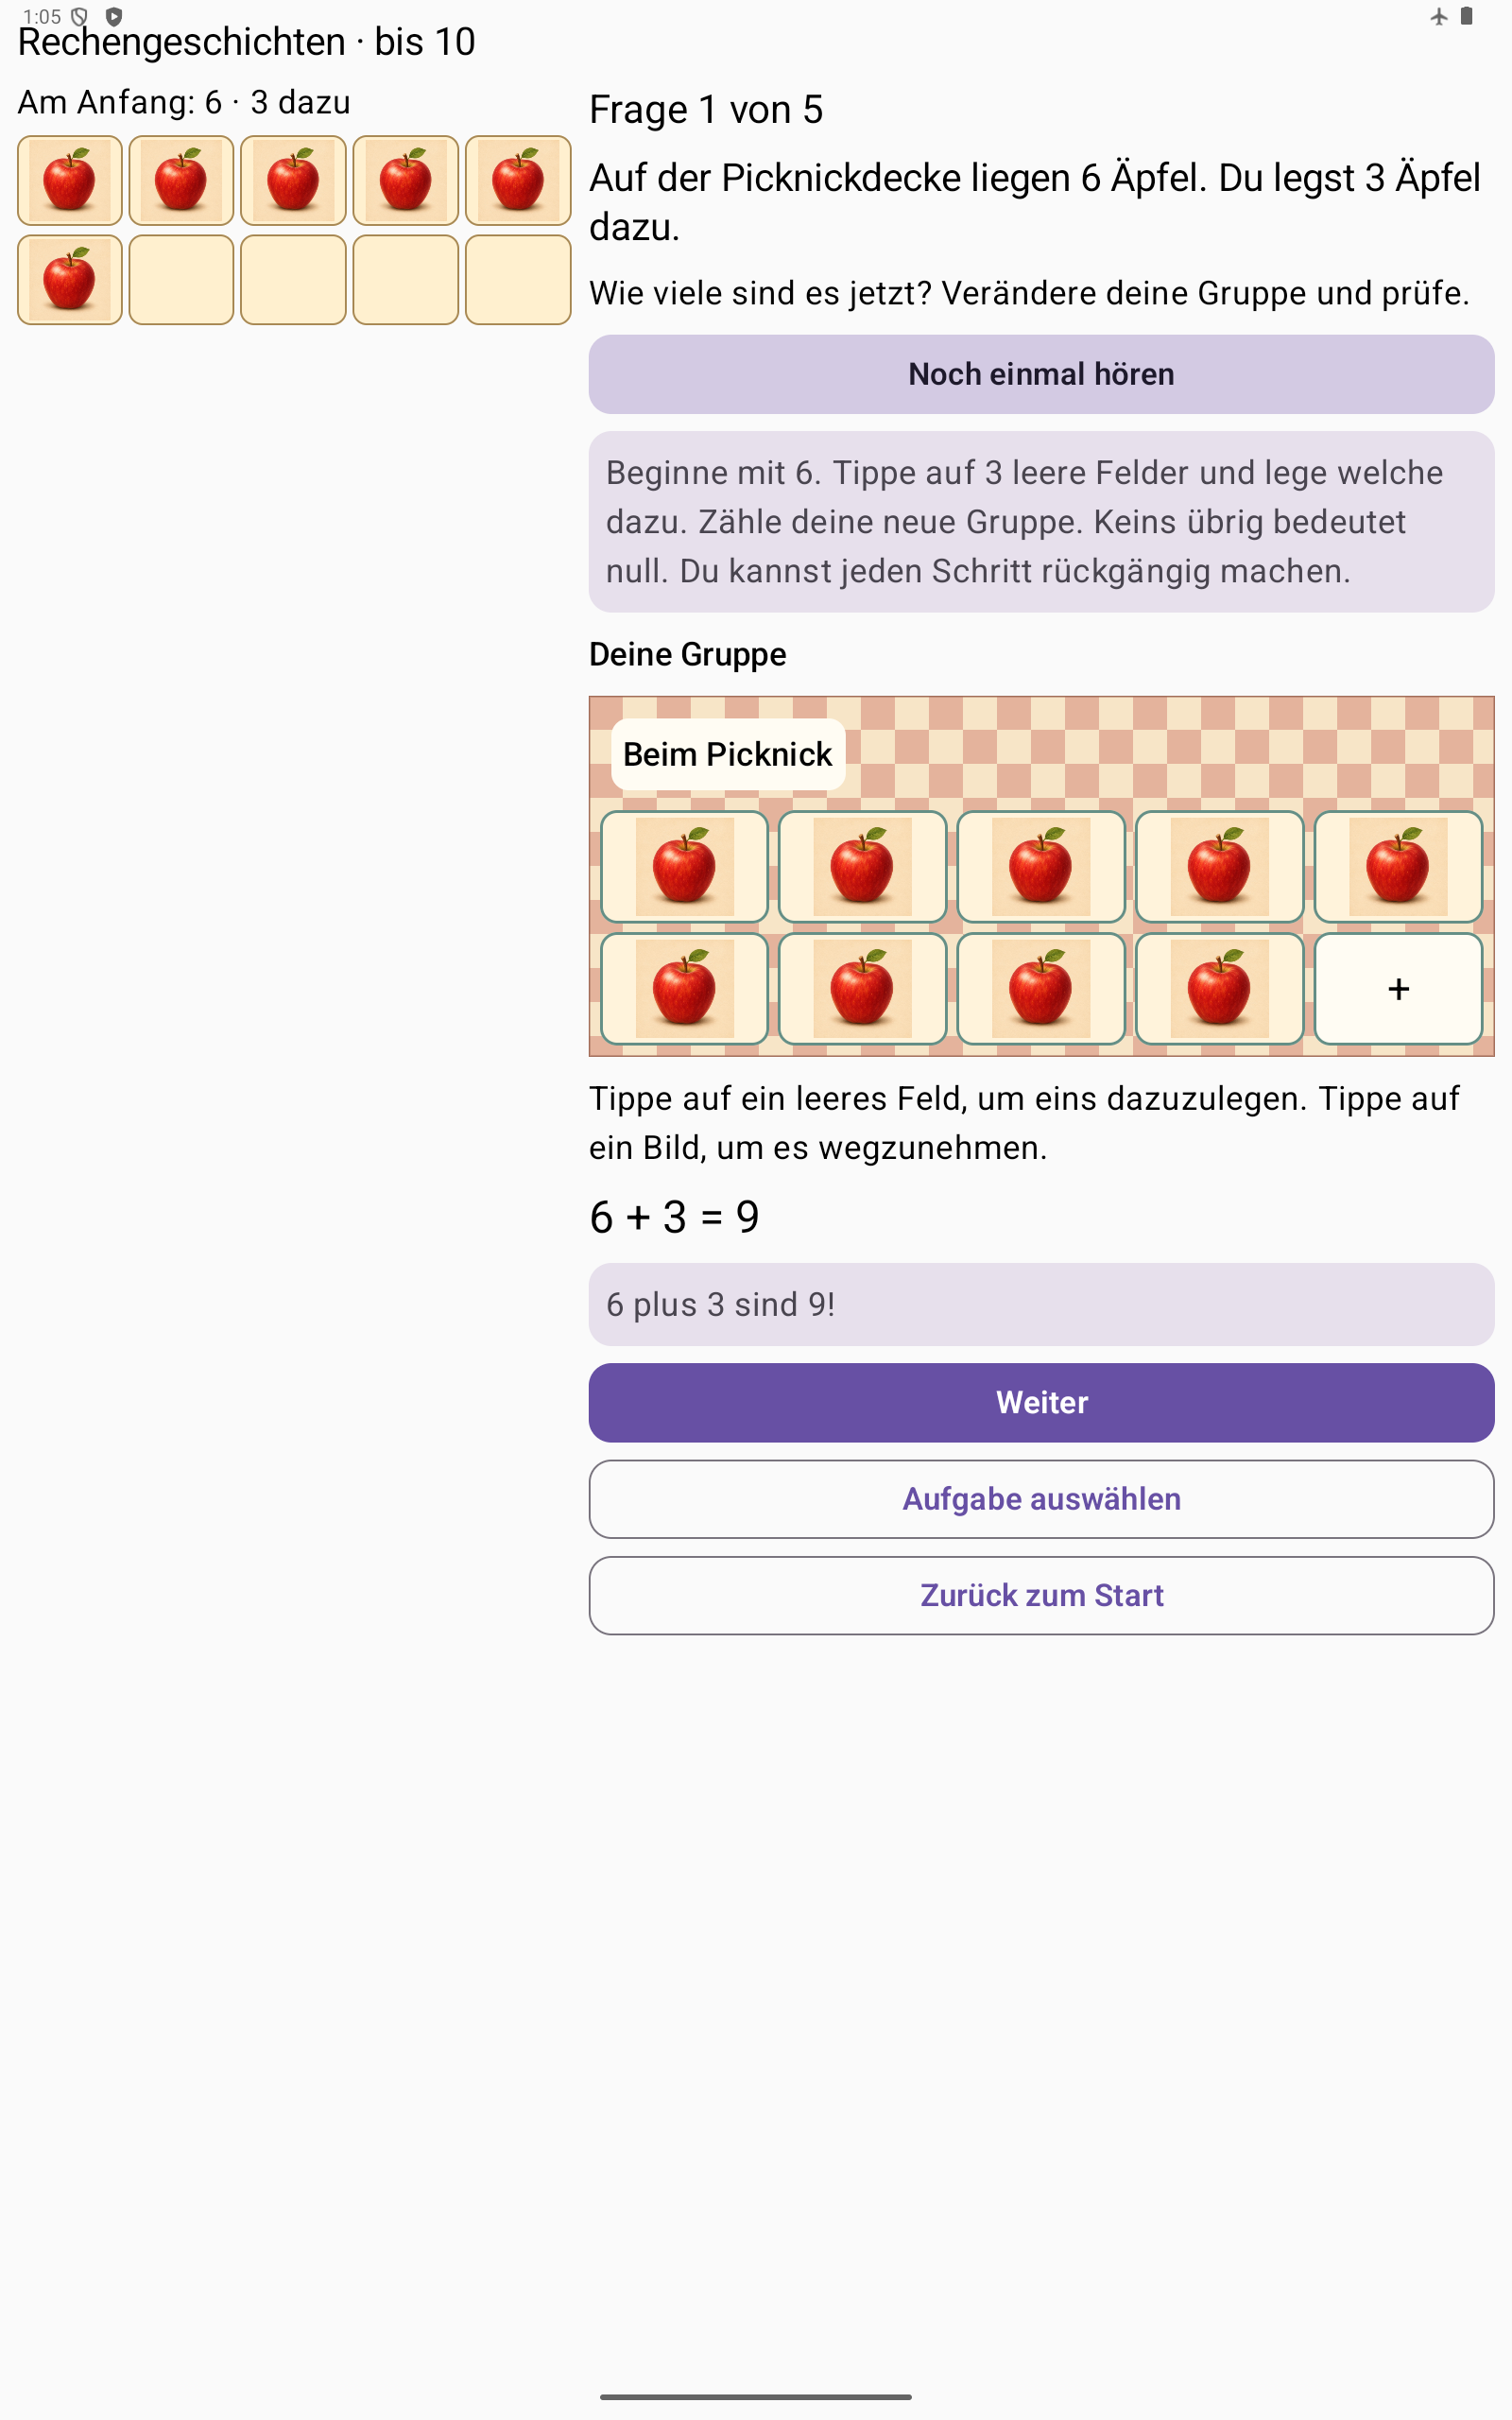 1:05
Rechengeschichten · bis 10
Am Anfang: 6 · 3 dazu
Frage 1 von 5
Auf der Picknickdecke liegen 6 Äpfel. Du legst 3 Äpfel
dazu.
Wie viele sind es jetzt? Verändere deine Gruppe und prüfe.
Noch einmal hören
Beginne mit 6. Tippe auf 3 leere Felder und lege welche
dazu. Zähle deine neue Gruppe. Keins übrig bedeutet
null. Du kannst jeden Schritt rückgängig machen.
Deine Gruppe
Beim Picknick
+
Tippe auf ein leeres Feld, um eins dazuzulegen. Tippe auf
ein Bild, um es wegzunehmen.
6 + 3 = 9
6 plus 3 sind 9!
Weiter
Aufgabe auswählen
Zurück zum Start